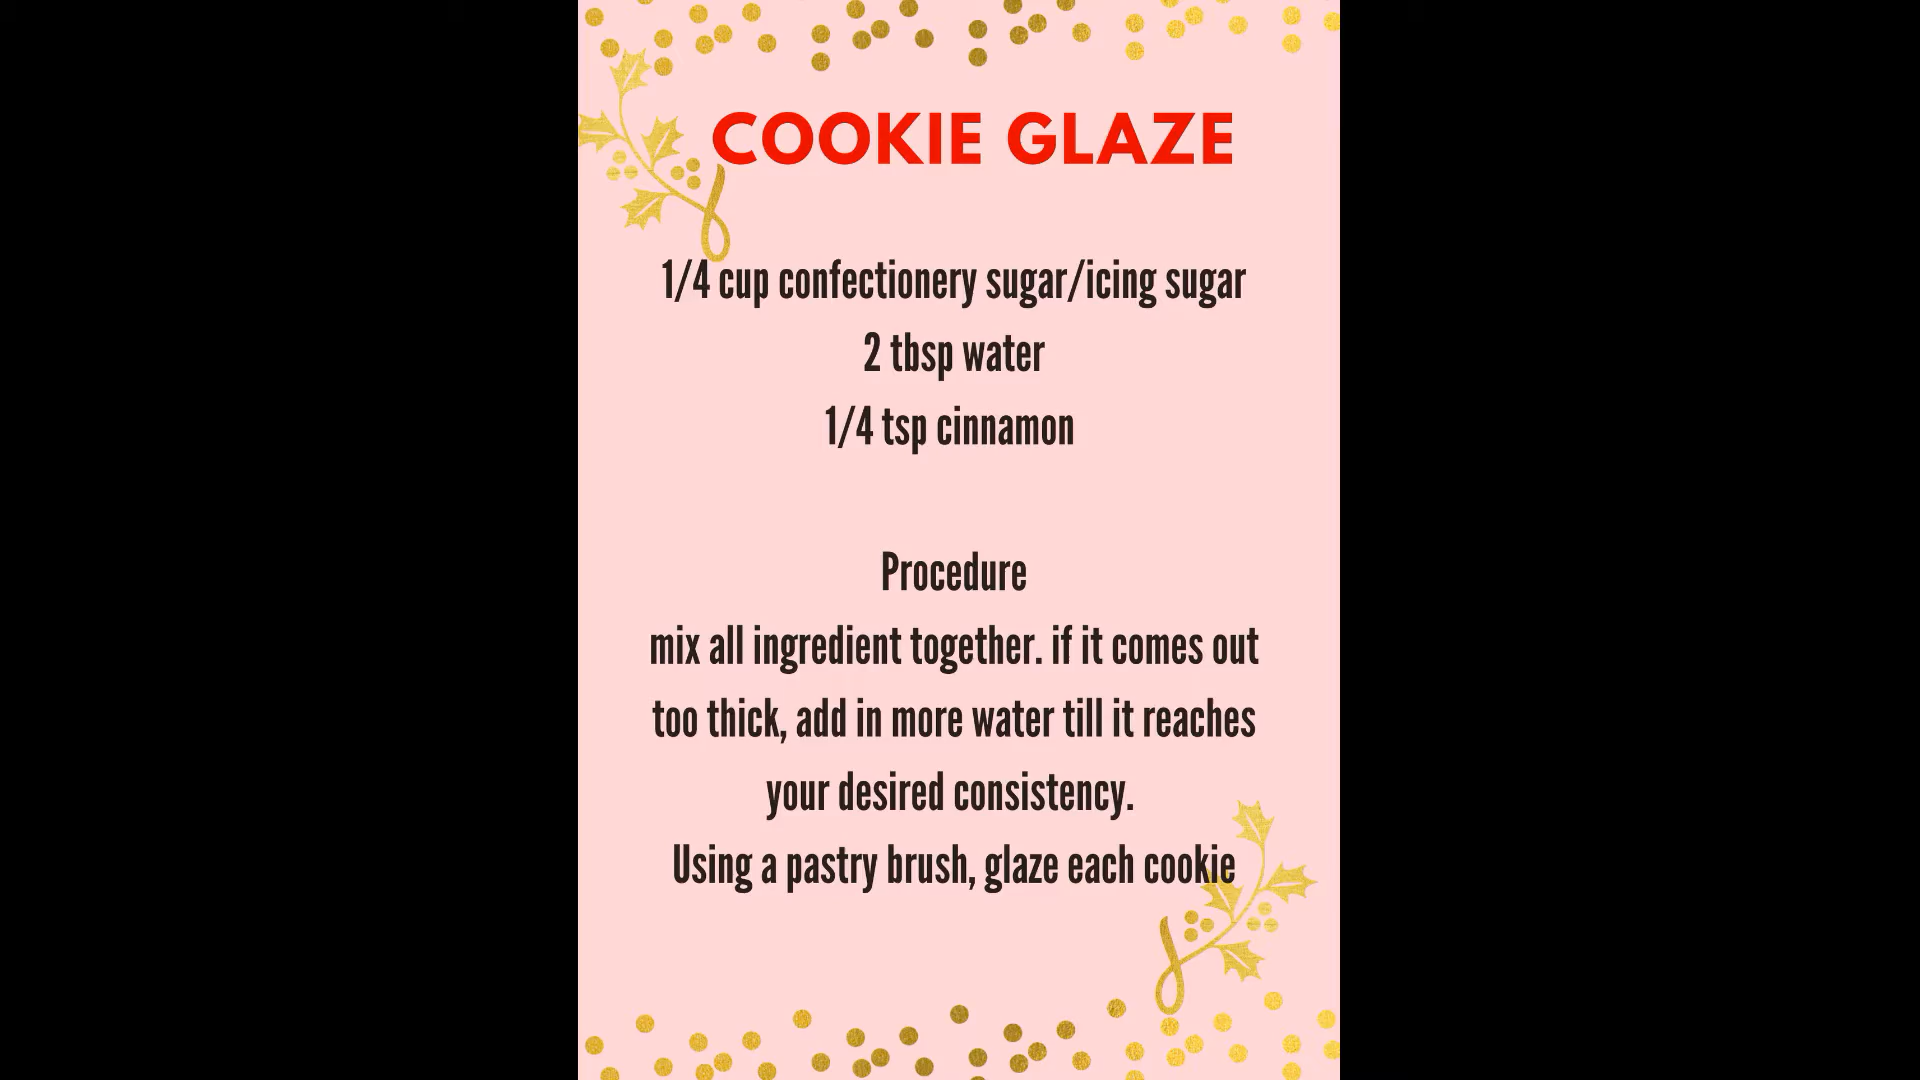 COOKIE GLAZE
1/4 cup confectionery sugar/icing sugar
2 tbsp water
1/4 tsp cinnamon
Procedure
mix all ingredient together. if it comes out
too thick, add in more water till it reaches
your desired consistency.
Using a pastry brush, glaze each cookie